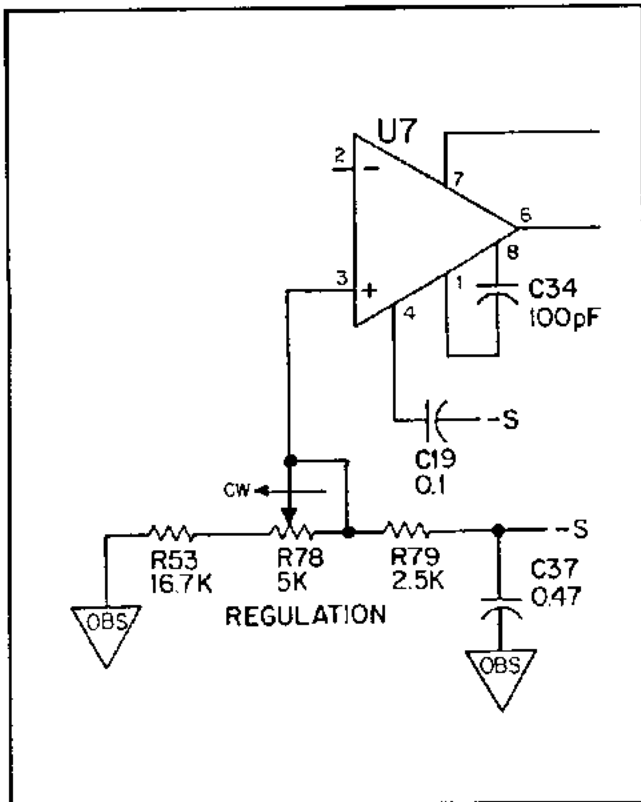 U7
2 -
7
6
8
3 +
4
1
C34
100pF
-S
C19
0.1
CW
R53
16.7K
R78
5K
R79
2.5K
-S
C37
0.47
REGULATION
OBS
OBS